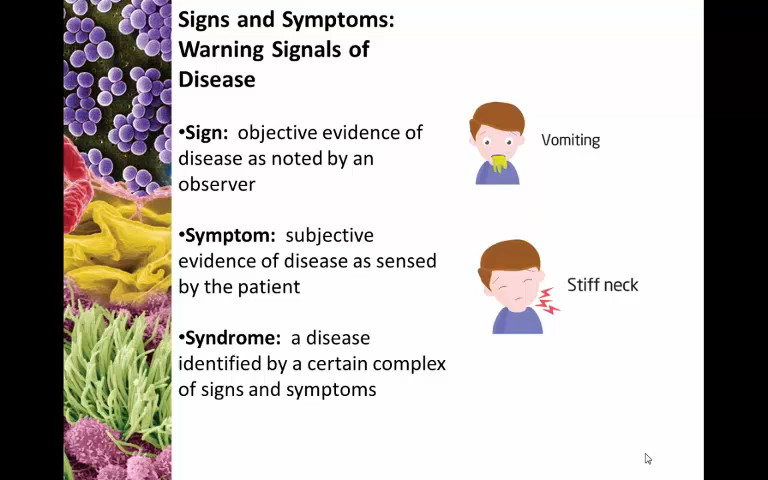 Signs and Symptoms:
Warning Signals of
Disease
•Sign: objective evidence of
disease as noted by an
observer
Vomiting
•Symptom: subjective
evidence of disease as sensed
by the patient
Stiff neck
•Syndrome: a disease
identified by a certain complex
of signs and symptoms